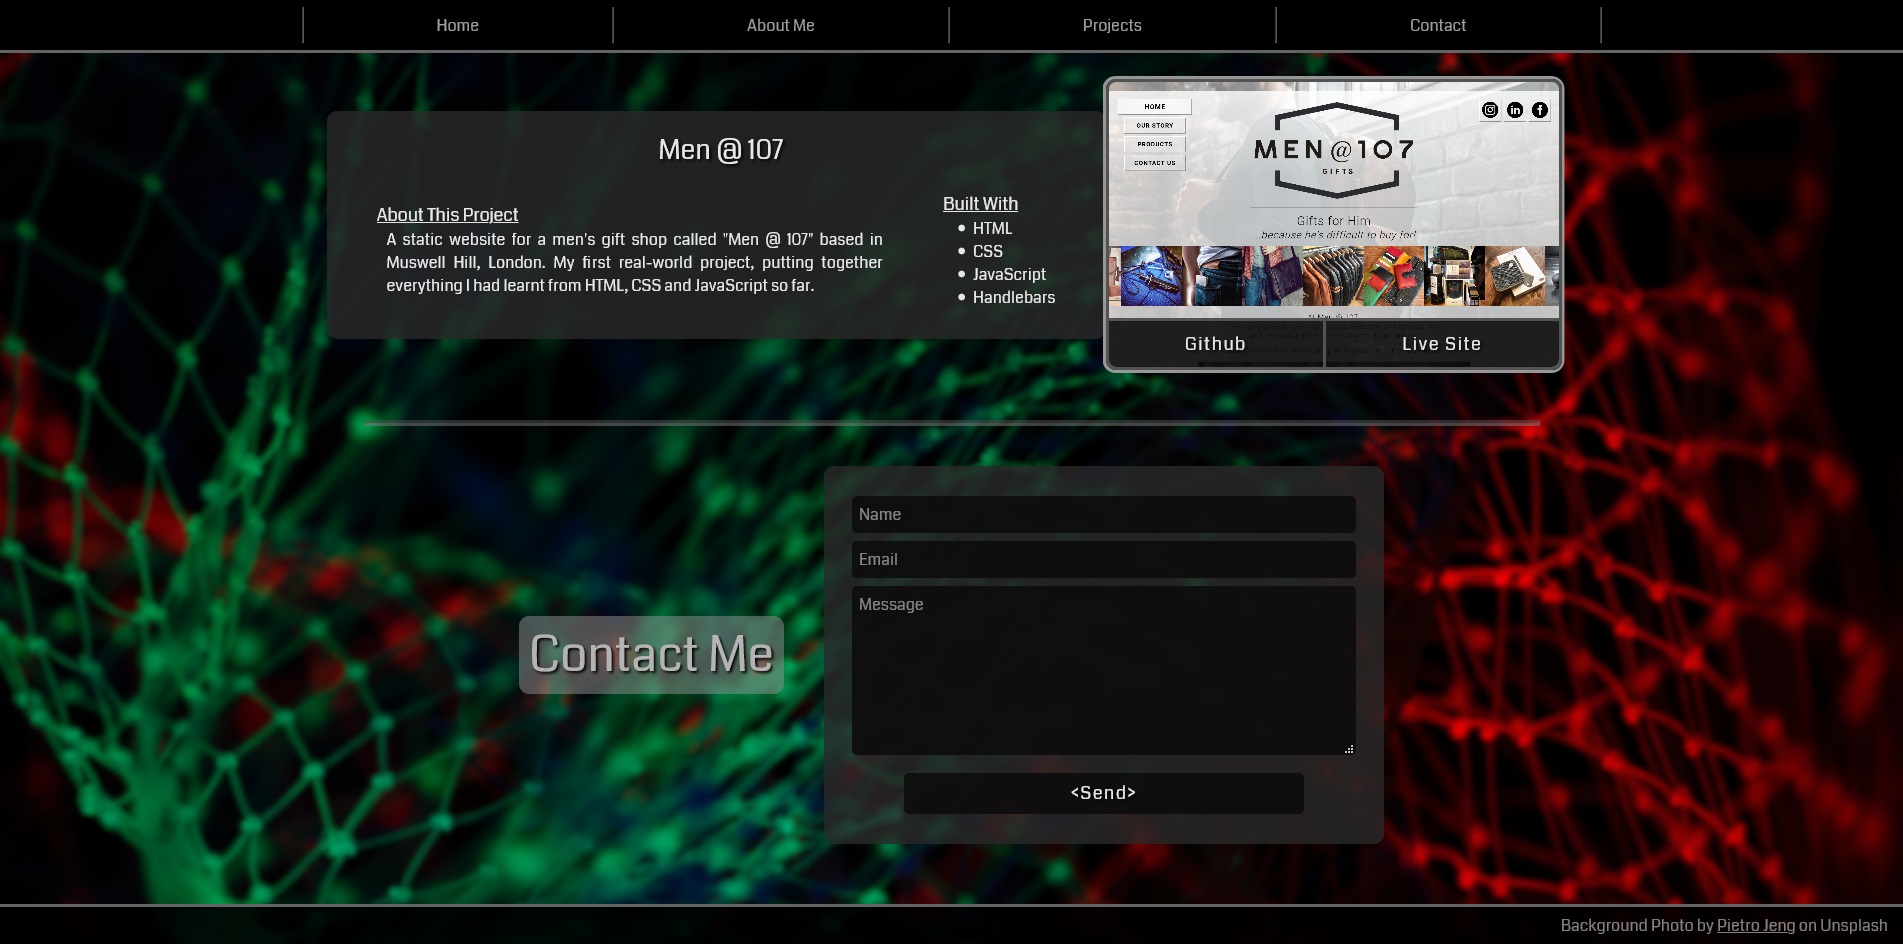 Home
About Me
Projects
Contact
Men @ 107
About This Project
A static website for a men's gift shop called "Men @ 107" based in
Muswell Hill, London. My first real-world project, putting together
everything I had learnt from HTML, CSS and JavaScript so far.
Built With
HTML
CSS
JavaScript
Handlebars
HOME
OUR STORY
PRODUCTS
CONTACT US
MEN @ 107
GIFTS
Gifts for Him
...because he's difficult to buy for!
At Men @ 107
Github
Live Site
Contact Me
Name
Email
Message
<Send>
Background Photo by Pietro Jeng on Unsplash